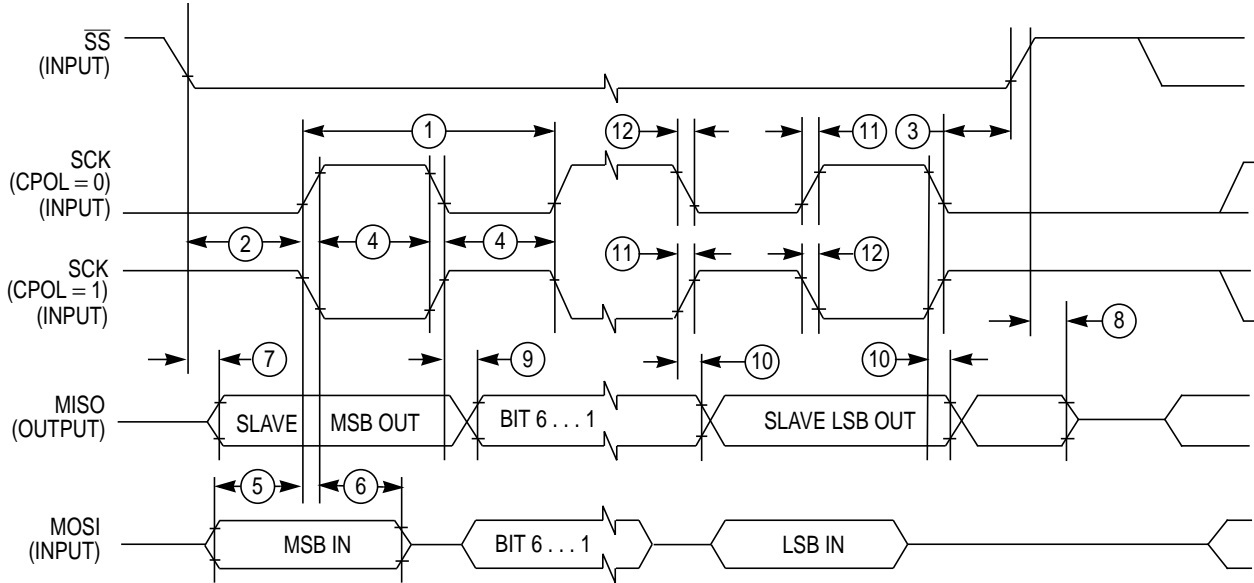 SS
(INPUT)
1
12
11
3
SCK
(CPOL = 0)
(INPUT)
2
4
4
11
12
SCK
(CPOL = 1)
(INPUT)
7
9
10
10
8
MISO
(OUTPUT)
SLAVE
MSB OUT
BIT 6 . . . 1
SLAVE LSB OUT
5
6
MOSI
(INPUT)
MSB IN
BIT 6 . . . 1
LSB IN